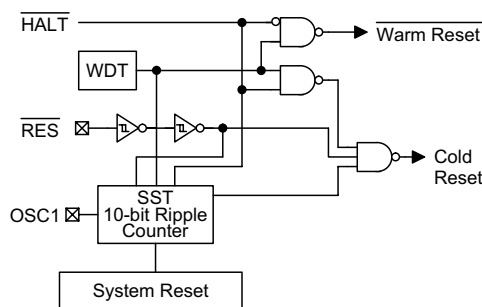 HALT
Warm Reset
WDT
RES
Cold
Reset
SST
10-bit Ripple
Counter
OSC1
System Reset